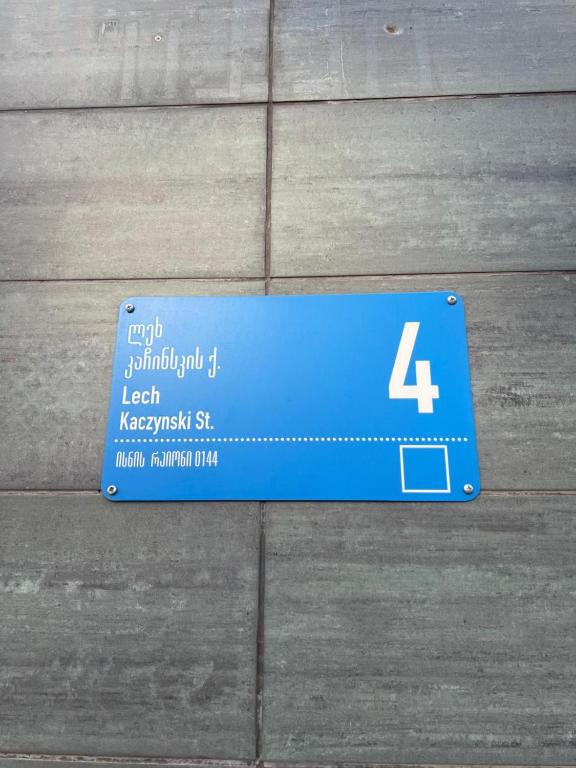 ლეხ
კაჩინსკის ქ.
Lech
Kaczynski St.
4
ისნის რაიონი 0144